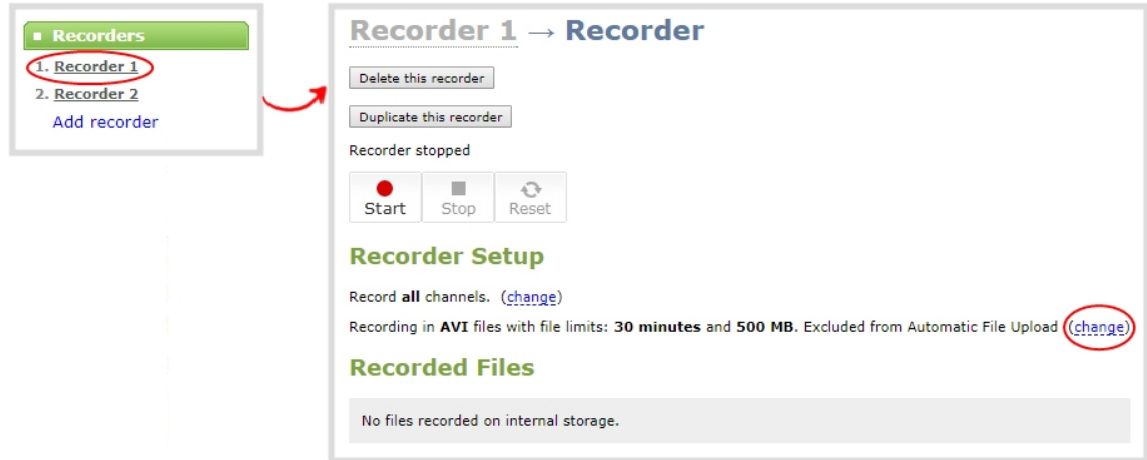 Recorders
1. Recorder 1
2. Recorder 2
Add recorder
Recorder 1 → Recorder
Delete this recorder
Duplicate this recorder
Recorder stopped
Start Stop Reset
Recorder Setup
Record all channels. (change)
Recording in AVI files with file limits: 30 minutes and 500 MB. Excluded from Automatic File Upload (change)
Recorded Files
No files recorded on internal storage.